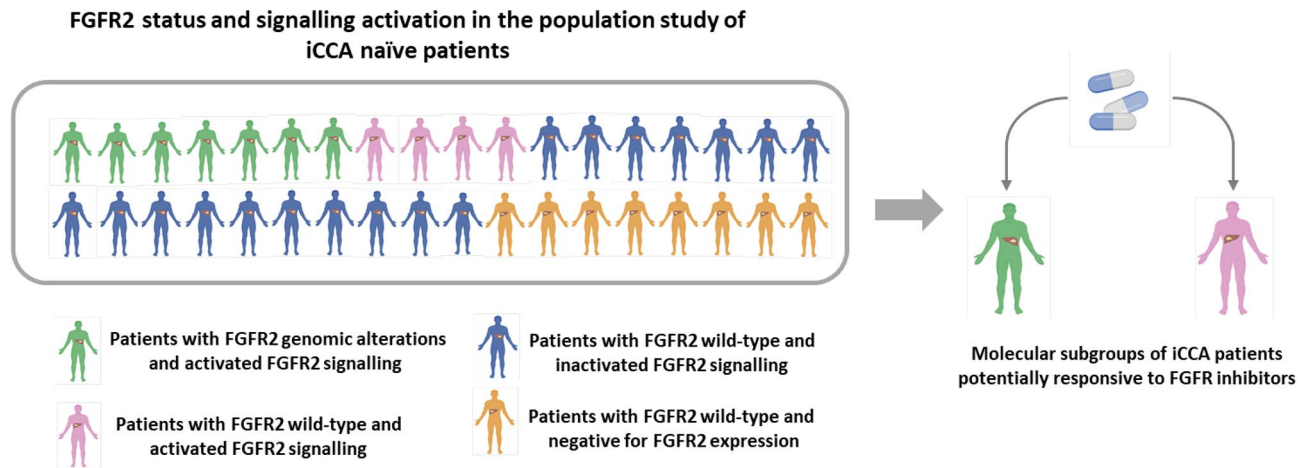 FGFR2 status and signalling activation in the population study of
iCCA naïve patients
Patients with FGFR2 genomic alterations
and activated FGFR2 signalling
Patients with FGFR2 wild-type and
inactivated FGFR2 signalling
Patients with FGFR2 wild-type and
activated FGFR2 signalling
Patients with FGFR2 wild-type and
negative for FGFR2 expression
Molecular subgroups of iCCA patients
potentially responsive to FGFR inhibitors